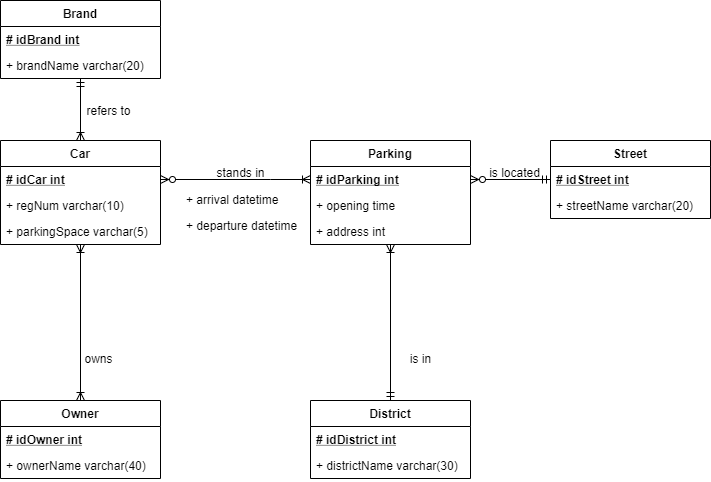 Brand
# idBrand int
+ brandName varchar(20)
refers to
Car
# idCar int
+ regNum varchar(10)
+ parkingSpace varchar(5)
stands in
+ arrival datetime
+ departure datetime
Parking
# idParking int
+ opening time
+ address int
is located
Street
# idStreet int
+ streetName varchar(20)
owns
is in
Owner
# idOwner int
+ ownerName varchar(40)
District
# idDistrict int
+ districtName varchar(30)